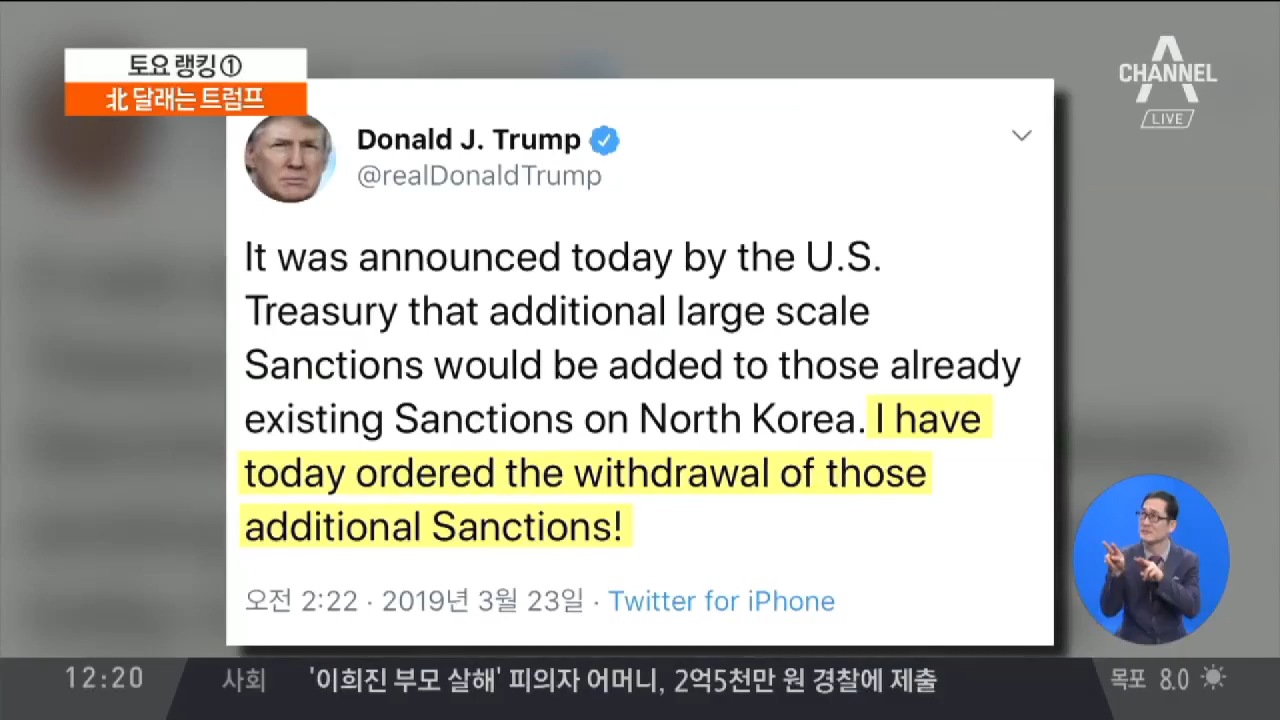 토요 랭킹①
北 달래는 트럼프
CHANNEL A
LIVE
Donald J. Trump
@realDonaldTrump
It was announced today by the U.S.
Treasury that additional large scale
Sanctions would be added to those already
existing Sanctions on North Korea. I have
today ordered the withdrawal of those
additional Sanctions!
오전 2:22 · 2019년 3월 23일 · Twitter for iPhone
12:20 사회 '이희진 부모 살해' 피의자 어머니, 2억5천만 원 경찰에 제출 목포 8.0